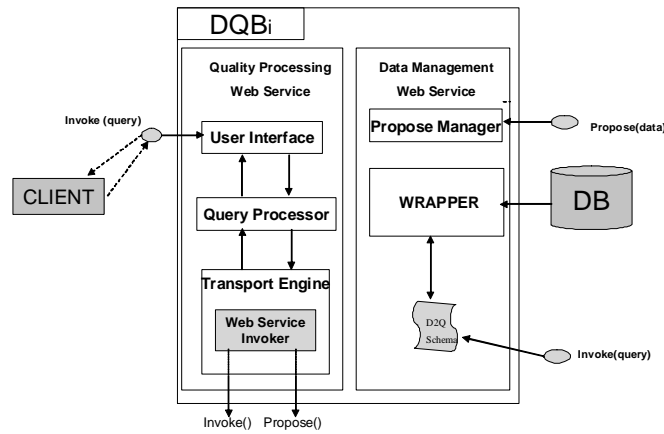 DQBi
Quality Processing
Web Service
Data Management
Web Service
Invoke (query)
User Interface
Propose Manager
Propose(data)
CLIENT
Query Processor
WRAPPER
DB
Transport Engine
Web Service
Invoker
D2Q
Schema
Invoke(query)
Invoke()
Propose()